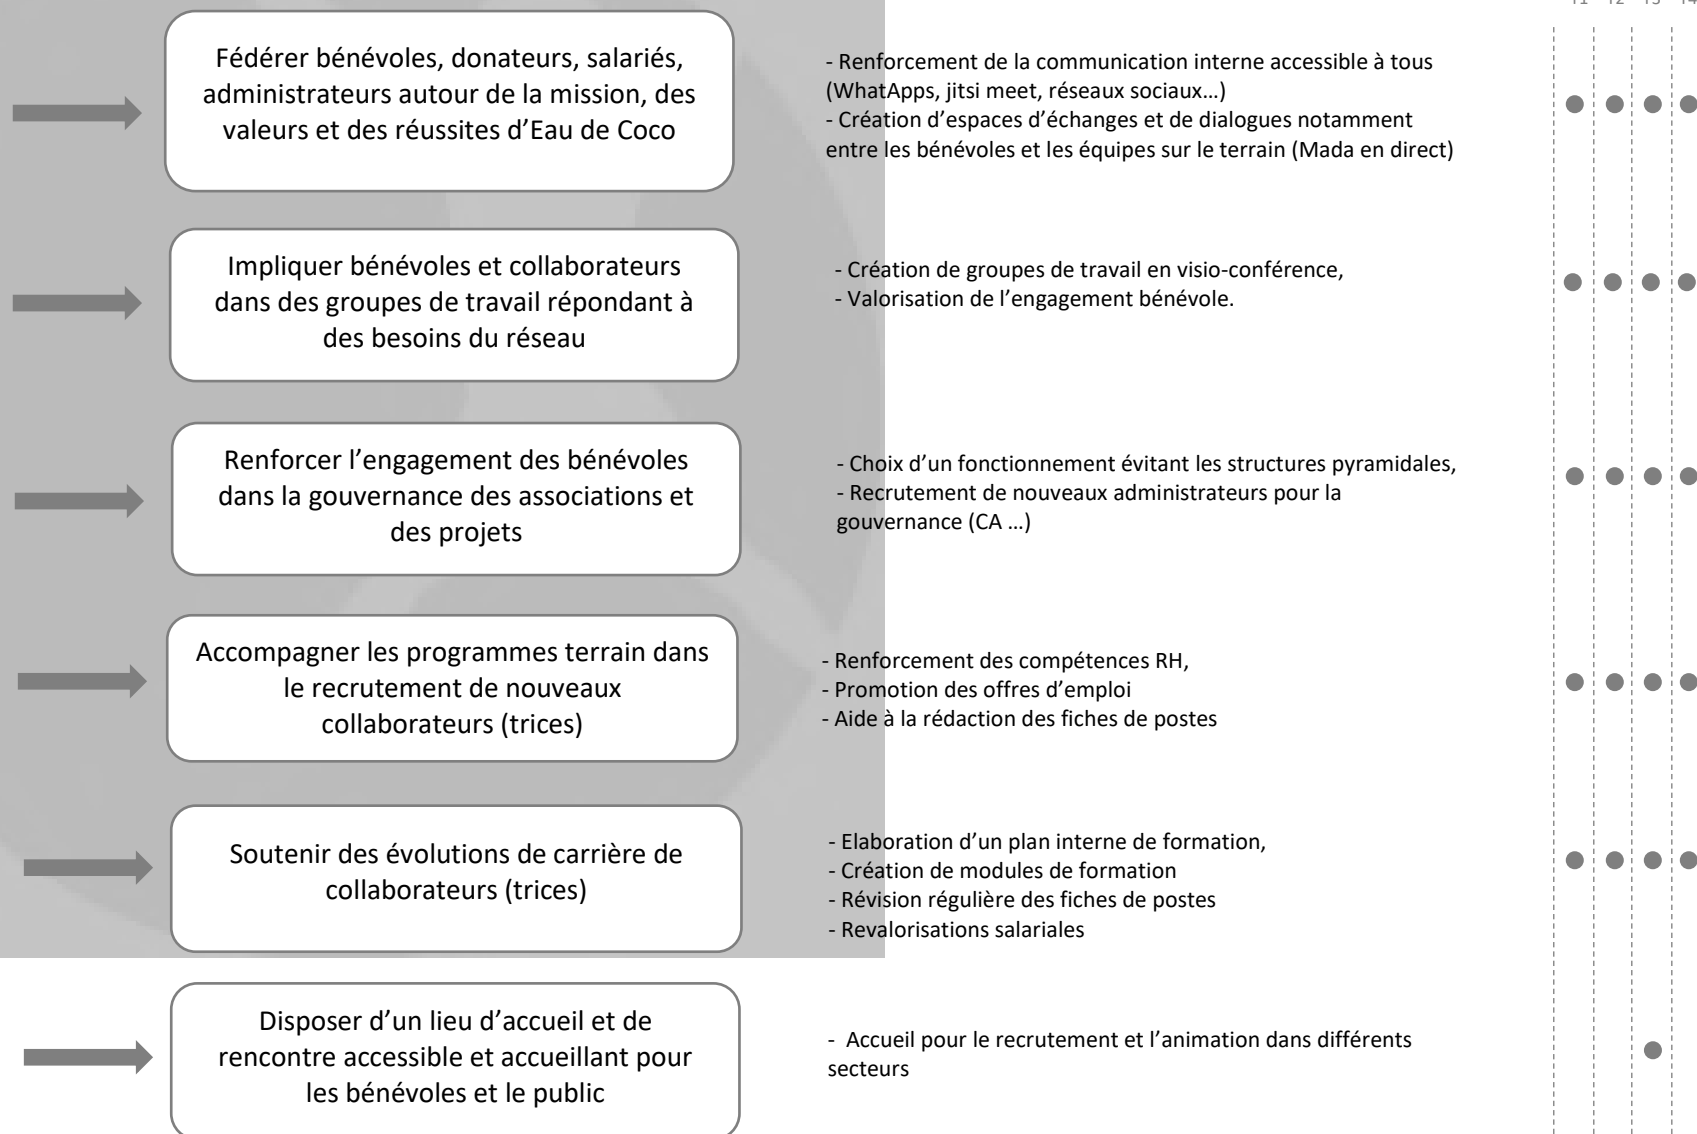 T1 T2 T3 T4
Fédérer bénévoles, donateurs, salariés,
administrateurs autour de la mission, des
valeurs et des réussites d’Eau de Coco
- Renforcement de la communication interne accessible à tous
(WhatApps, jitsi meet, réseaux sociaux…)
- Création d’espaces d’échanges et de dialogues notamment
entre les bénévoles et les équipes sur le terrain (Mada en direct)
Impliquer bénévoles et collaborateurs
dans des groupes de travail répondant à
des besoins du réseau
- Création de groupes de travail en visio-conférence,
- Valorisation de l’engagement bénévole.
Renforcer l’engagement des bénévoles
dans la gouvernance des associations et
des projets
- Choix d’un fonctionnement évitant les structures pyramidales,
- Recrutement de nouveaux administrateurs pour la
gouvernance (CA …)
Accompagner les programmes terrain dans
le recrutement de nouveaux
collaborateurs (trices)
- Renforcement des compétences RH,
- Promotion des offres d’emploi
- Aide à la rédaction des fiches de postes
Soutenir des évolutions de carrière de
collaborateurs (trices)
- Elaboration d’un plan interne de formation,
- Création de modules de formation
- Révision régulière des fiches de postes
- Revalorisations salariales
Disposer d’un lieu d’accueil et de
rencontre accessible et accueillant pour
les bénévoles et le public
- Accueil pour le recrutement et l’animation dans différents
secteurs